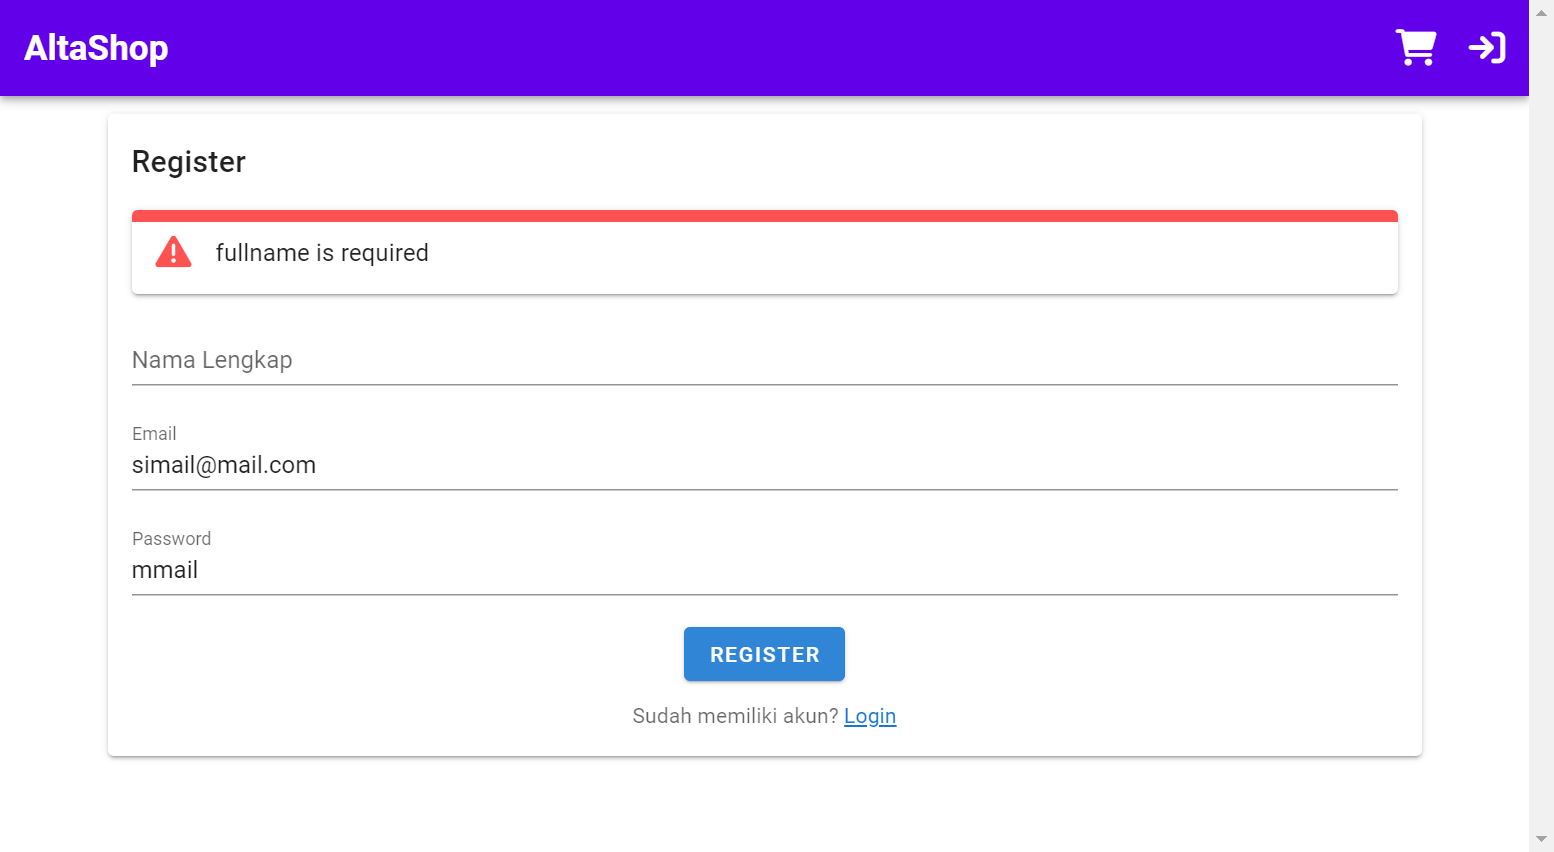 AltaShop
Register
fullname is required
Nama Lengkap
Email
simail@mail.com
Password
mmail
REGISTER
Sudah memiliki akun? Login